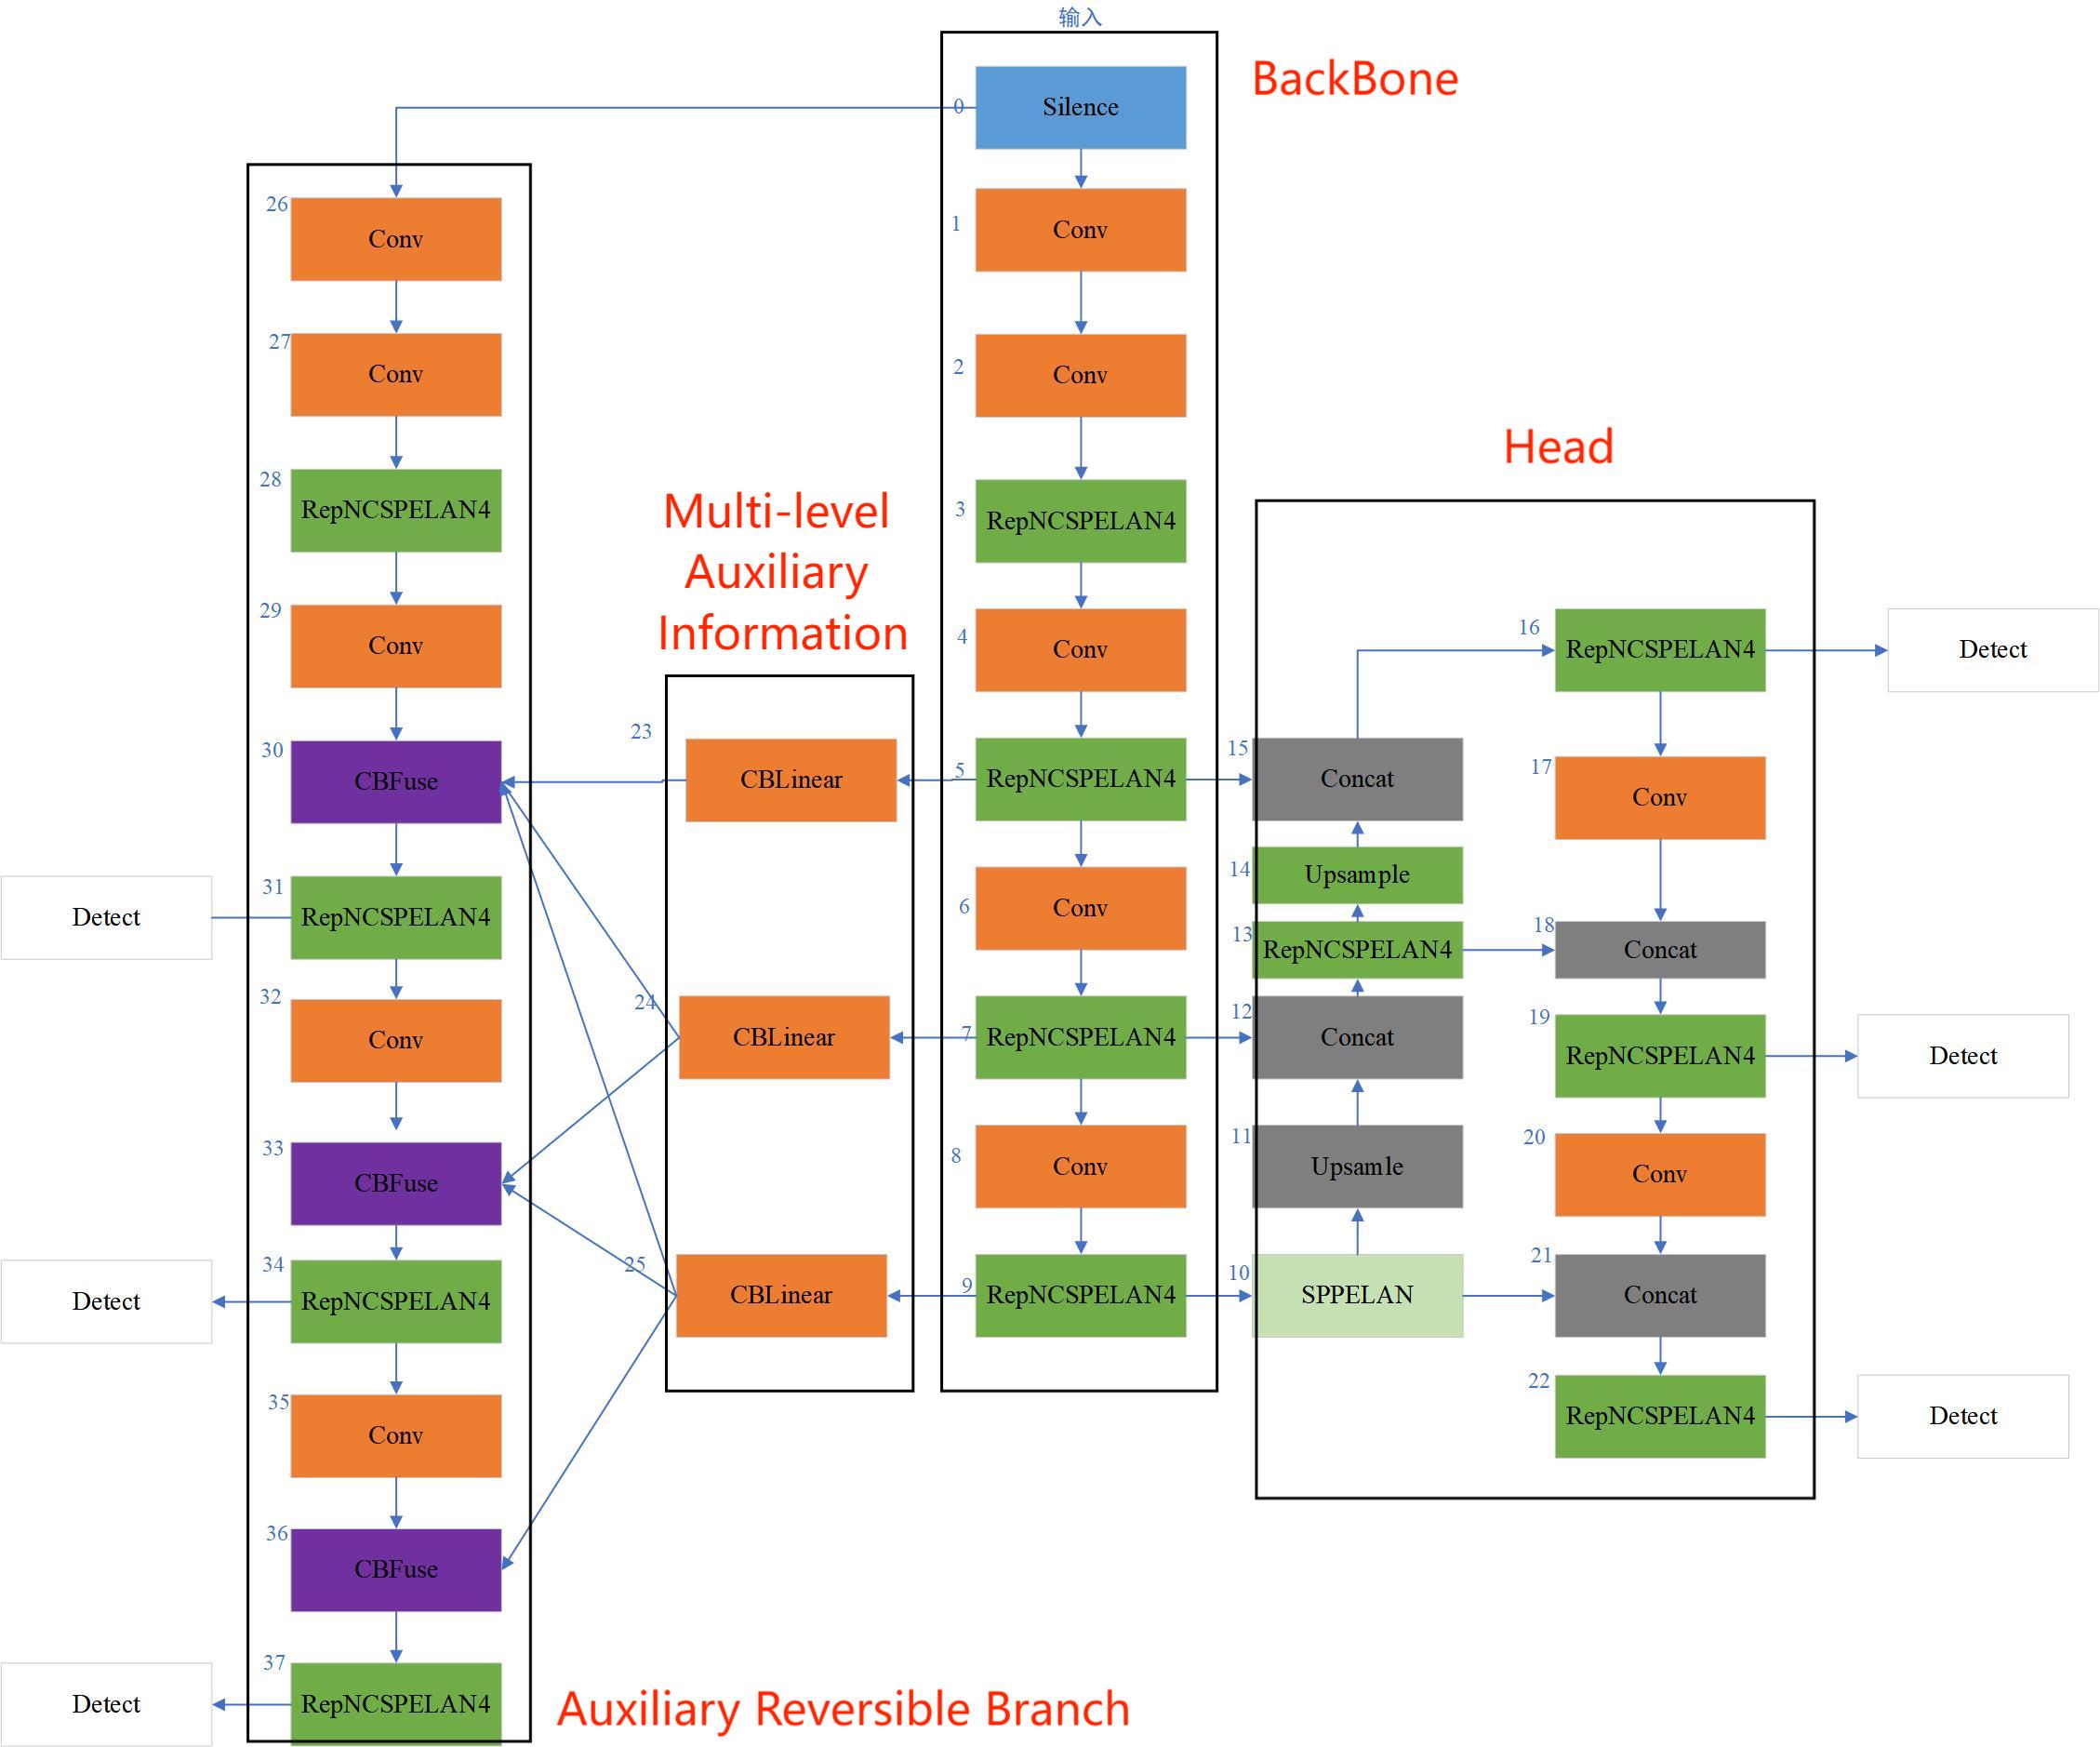 输入
BackBone
0
Silence
1
Conv
2
Conv
3
RepNCSPELAN4
4
Conv
5
RepNCSPELAN4
6
Conv
7
RepNCSPELAN4
8
Conv
9
RepNCSPELAN4
26
Conv
27
Conv
28
RepNCSPELAN4
29
Conv
30
CBFuse
31
RepNCSPELAN4
Detect
32
Conv
33
CBFuse
34
RepNCSPELAN4
Detect
35
Conv
36
CBFuse
37
RepNCSPELAN4
Detect
Auxiliary Reversible Branch
Multi-level
Auxiliary
Information
23
CBLinear
24
CBLinear
25
CBLinear
Head
15
Concat
14
Upsample
13
RepNCSPELAN4
12
Concat
11
Upsamle
10
SPPELAN
16
RepNCSPELAN4
Detect
17
Conv
18
Concat
19
RepNCSPELAN4
Detect
20
Conv
21
Concat
22
RepNCSPELAN4
Detect